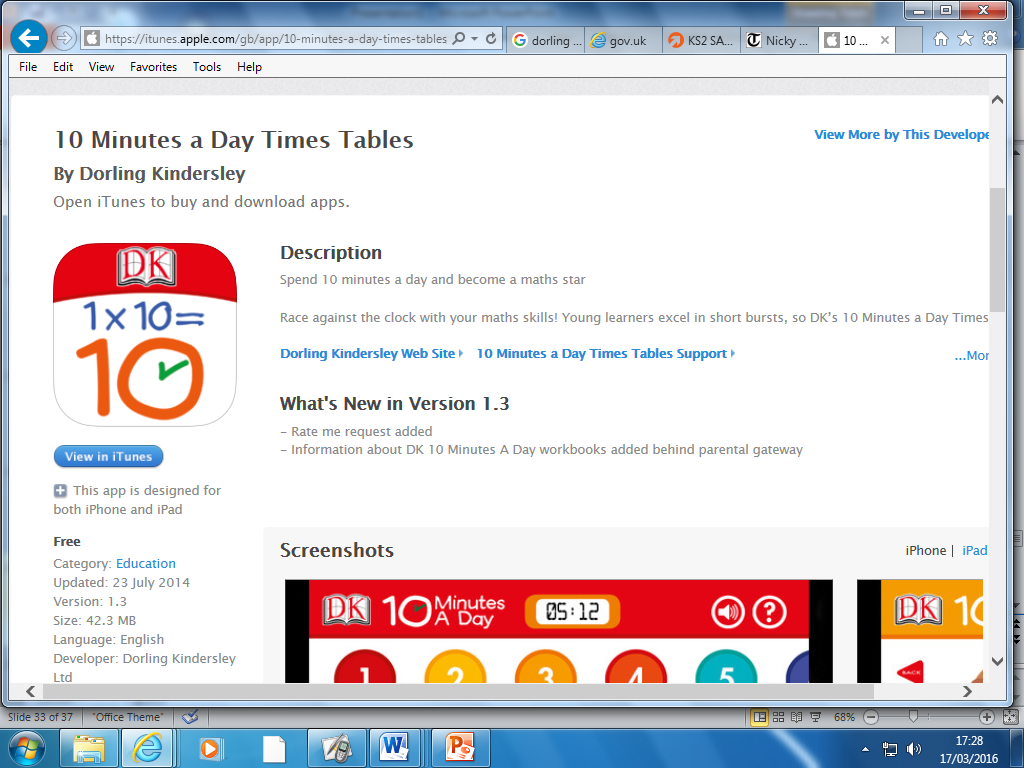 https://itunes.apple.com/gb/app/10-minutes-a-day-times-tables
dorling ...
gov.uk
KS2 SA...
Nicky ...
10 ...
File Edit View Favorites Tools Help
10 Minutes a Day Times Tables
View More by This Develope
By Dorling Kindersley
Open iTunes to buy and download apps.
DK
1x10=
10
View in iTunes
This app is designed for
both iPhone and iPad
Free
Category: Education
Updated: 23 July 2014
Version: 1.3
Size: 42.3 MB
Language: English
Developer: Dorling Kindersley
Ltd
Description
Spend 10 minutes a day and become a maths star
Race against the clock with your maths skills! Young learners excel in short bursts, so DK's 10 Minutes a Day Times
Dorling Kindersley Web Site 10 Minutes a Day Times Tables Support
...Mor
What's New in Version 1.3
- Rate me request added
- Information about DK 10 Minutes A Day workbooks added behind parental gateway
Screenshots
iPhone | iPad
DK 10 Minutes A Day 05:12 ?
1 2 3 4 5
DK 10
BACK
Slide 33 of 37 "Office Theme" 68%
17:28
17/03/2016